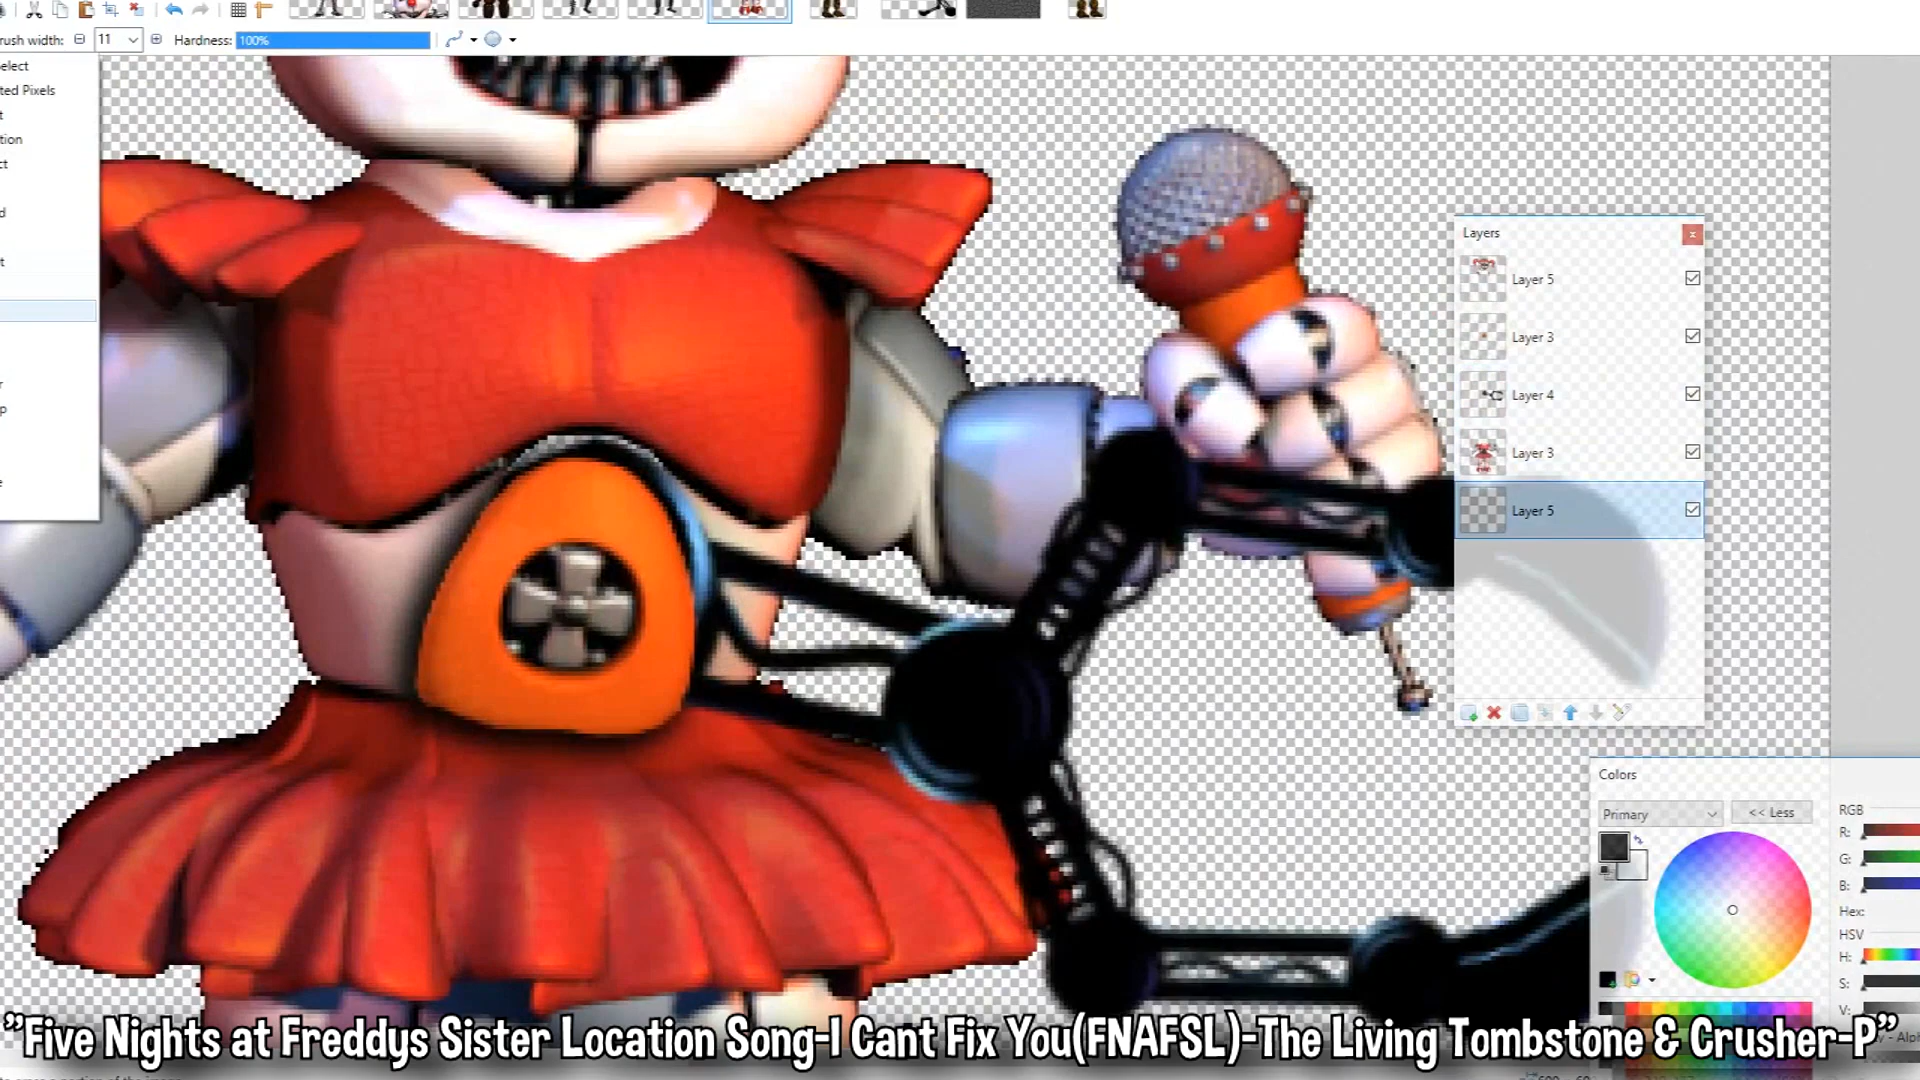 rush width: 11 Hardness: 100%
elect
ted Pixels
t
tion
ct
d
t
r
p
e
Layers
Layer 5
Layer 3
Layer 4
Layer 3
Layer 5
Colors
Primary
<< Less
RGB
R:
G:
B:
Hex:
HSV
H:
S:
V:
"Five Nights at Freddys Sister Location Song-I Cant Fix You(FNAFSL)-The Living Tombstone & Crusher-P"